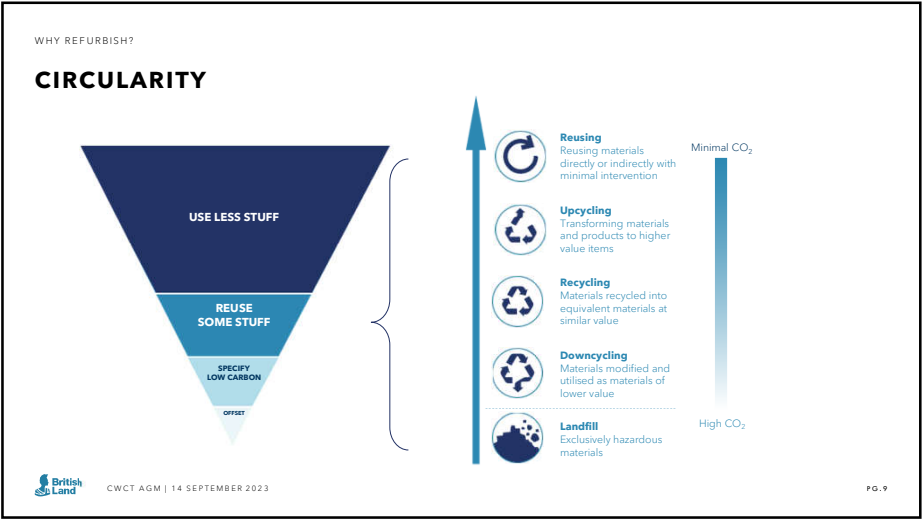 WHY REFURBISH?
CIRCULARITY
USE LESS STUFF
REUSE
SOME STUFF
SPECIFY
LOW CARBON
OFFSET
Reusing
Reusing materials
directly or indirectly with
minimal intervention
Upcycling
Transforming materials
and products to higher
value items
Recycling
Materials recycled into
equivalent materials at
similar value
Downcycling
Materials modified and
utilised as materials of
lower value
Landfill
Exclusively hazardous
materials
Minimal CO₂
High CO₂
British
Land
CWCT AGM | 14 SEPTEMBER 2023
PG.9